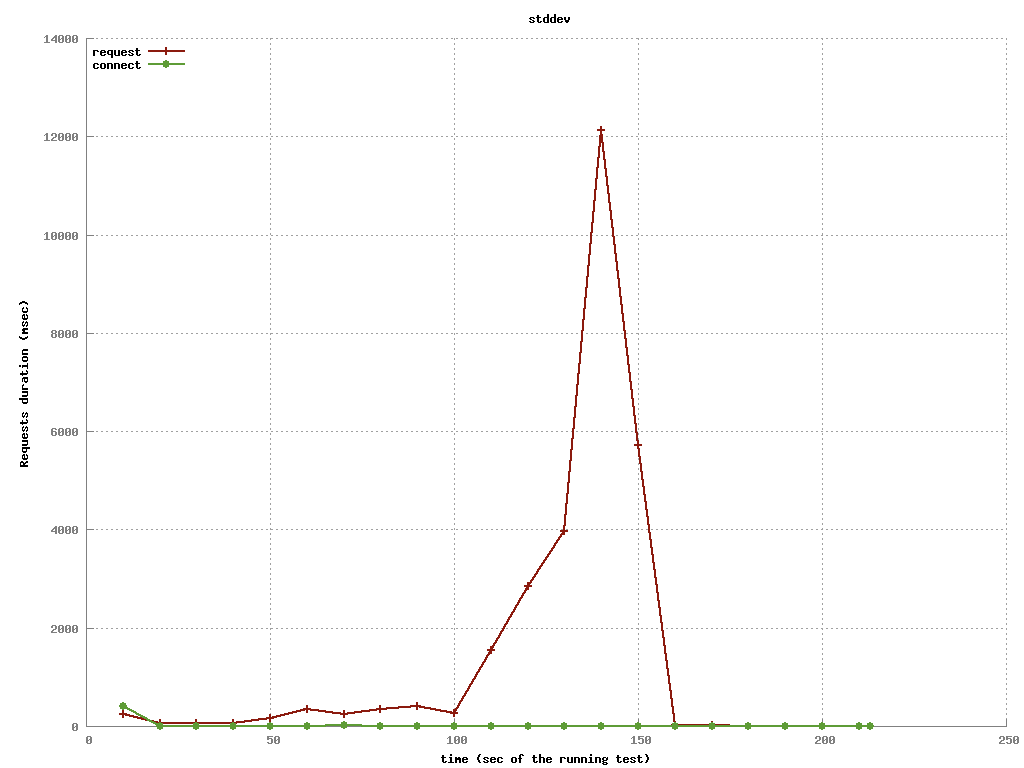 stddev
14000
request
connect
12000
10000
8000
6000
4000
2000
0
Requests duration (msec)
0 50 100 150 200 250
time (sec of the running test)